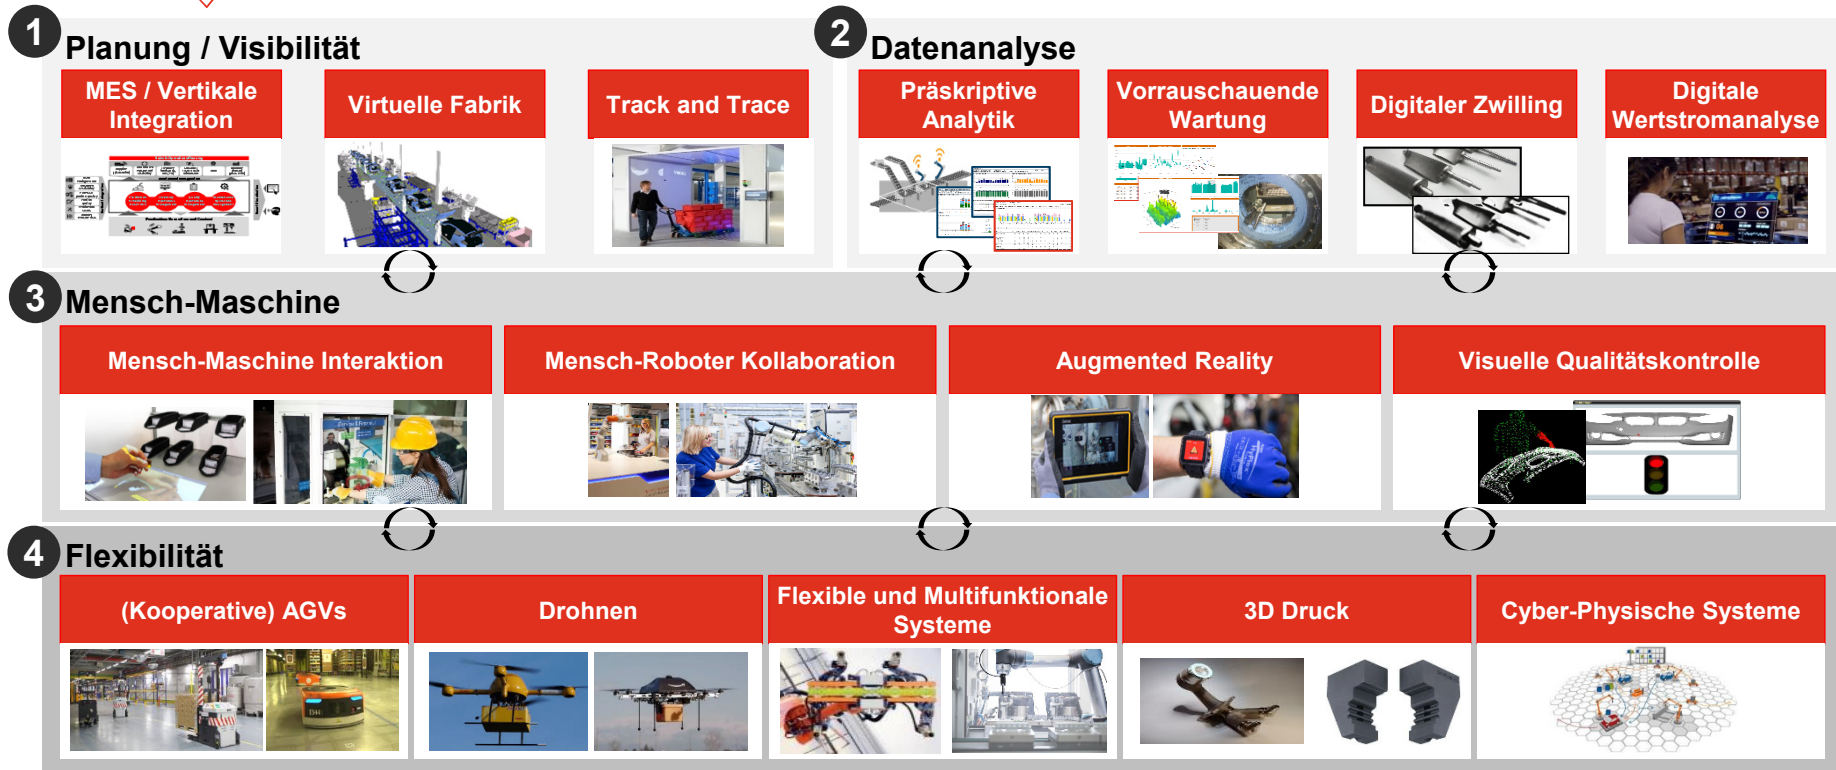 1
Planung / Visibilität
MES / Vertikale
Integration
Virtuelle Fabrik
Track and Trace
2
Datenanalyse
Präskriptive
Analytik
Vorrauschauende
Wartung
Digitaler Zwilling
Digitale
Wertstromanalyse
3
Mensch-Maschine
Mensch-Maschine Interaktion
Mensch-Roboter Kollaboration
Augmented Reality
Visuelle Qualitätskontrolle
4
Flexibilität
(Kooperative) AGVs
Drohnen
Flexible und Multifunktionale
Systeme
3D Druck
Cyber-Physische Systeme